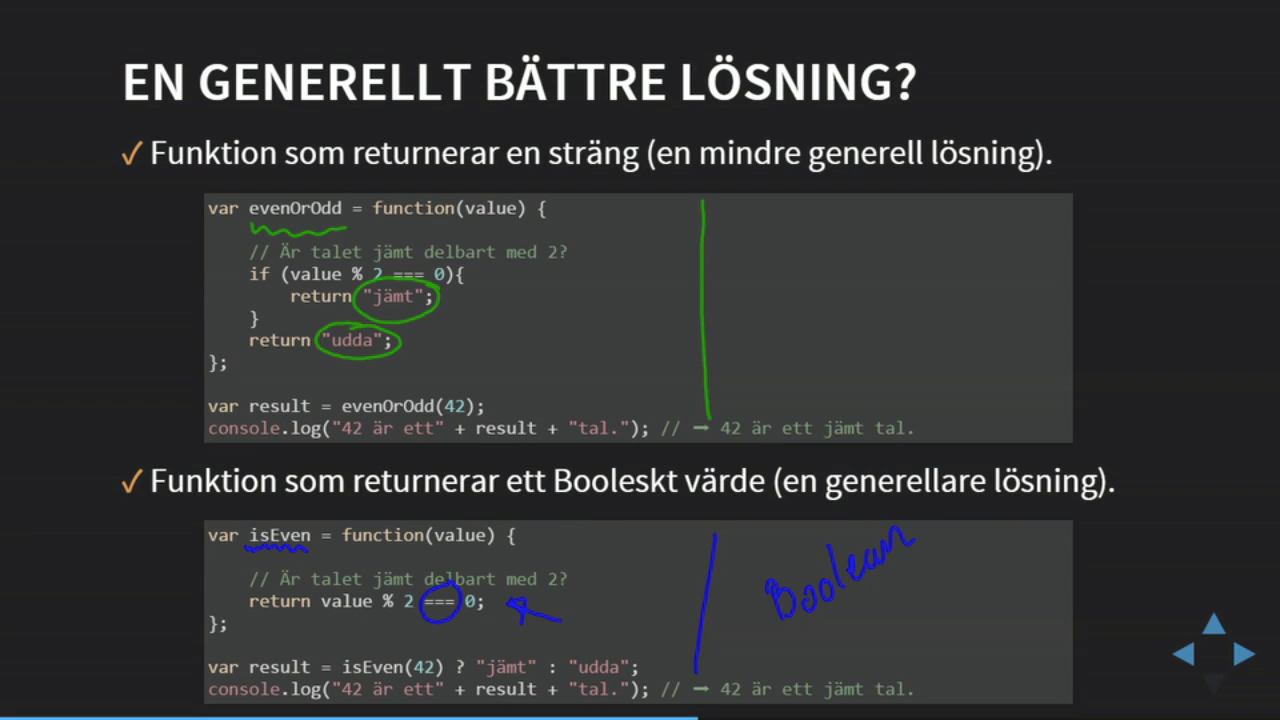 EN GENERELLT BÄTTRE LÖSNING?
✓ Funktion som returnerar en sträng (en mindre generell lösning).
var evenOrOdd = function(value) {
// Är talet jämt delbart med 2?
if (value % 2 === 0){
return "jämt";
}
return "udda";
};
var result = evenOrOdd(42);
console.log("42 är ett" + result + "tal."); // ➞ 42 är ett jämt tal.
✓ Funktion som returnerar ett Booleskt värde (en generellare lösning).
var isEven = function(value) {
// Är talet jämt delbart med 2?
return value % 2 === 0;
};
Boolean
var result = isEven(42) ? "jämt" : "udda";
console.log("42 är ett" + result + "tal."); // ➞ 42 är ett jämt tal.